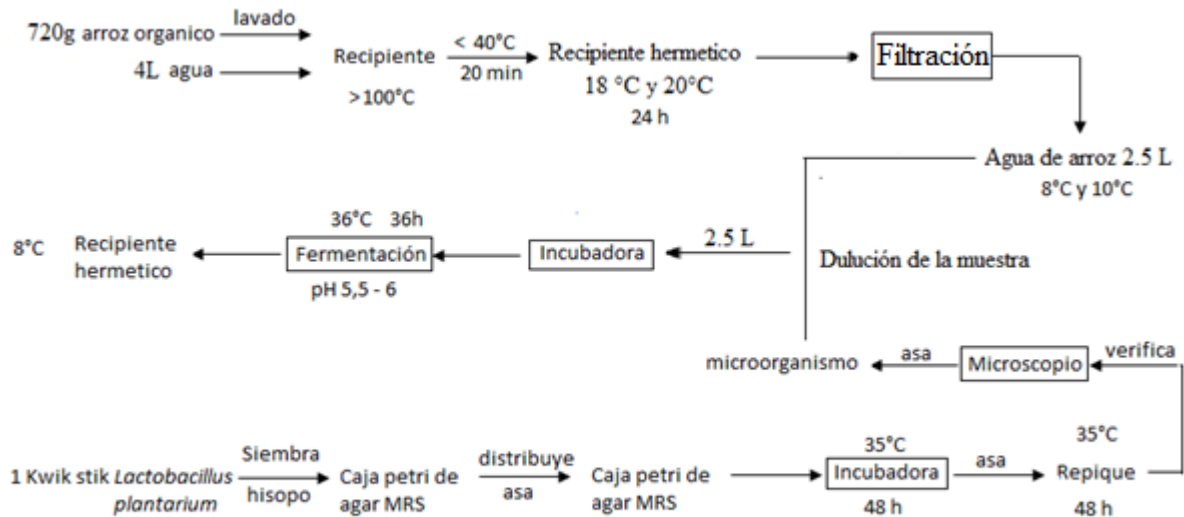 lavado
720g arroz organico
4L agua
Recipiente
>100°C
< 40°C
20 min
Recipiente hermetico
18 °C y 20°C
24 h
Filtración
Agua de arroz 2.5 L
8°C y 10°C
Dulución de la muestra
2.5 L
Incubadora
36°C 36h
Fermentación
pH 5,5 - 6
8°C
Recipiente
hermetico
microorganismo
asa
Microscopio
verifica
1 Kwik stik Lactobacillus
plantarium
Siembra
hisopo
Caja petri de
agar MRS
distribuye
asa
Caja petri de
agar MRS
35°C
Incubadora
48 h
asa
35°C
Repique
48 h